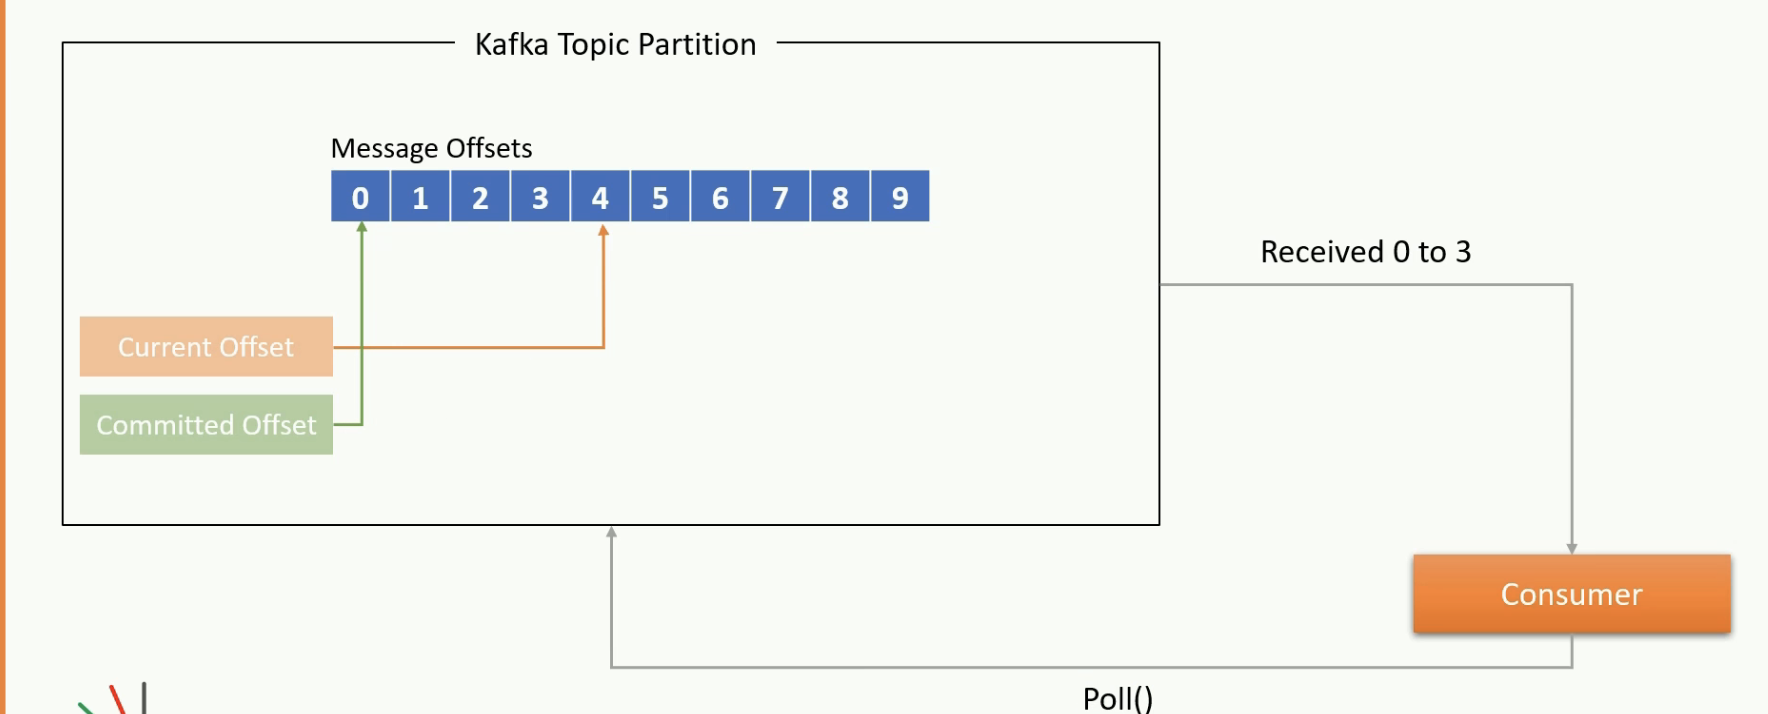 Kafka Topic Partition
Message Offsets
0 1 2 3 4 5 6 7 8 9
Received 0 to 3
Current Offset
Committed Offset
Consumer
Poll()